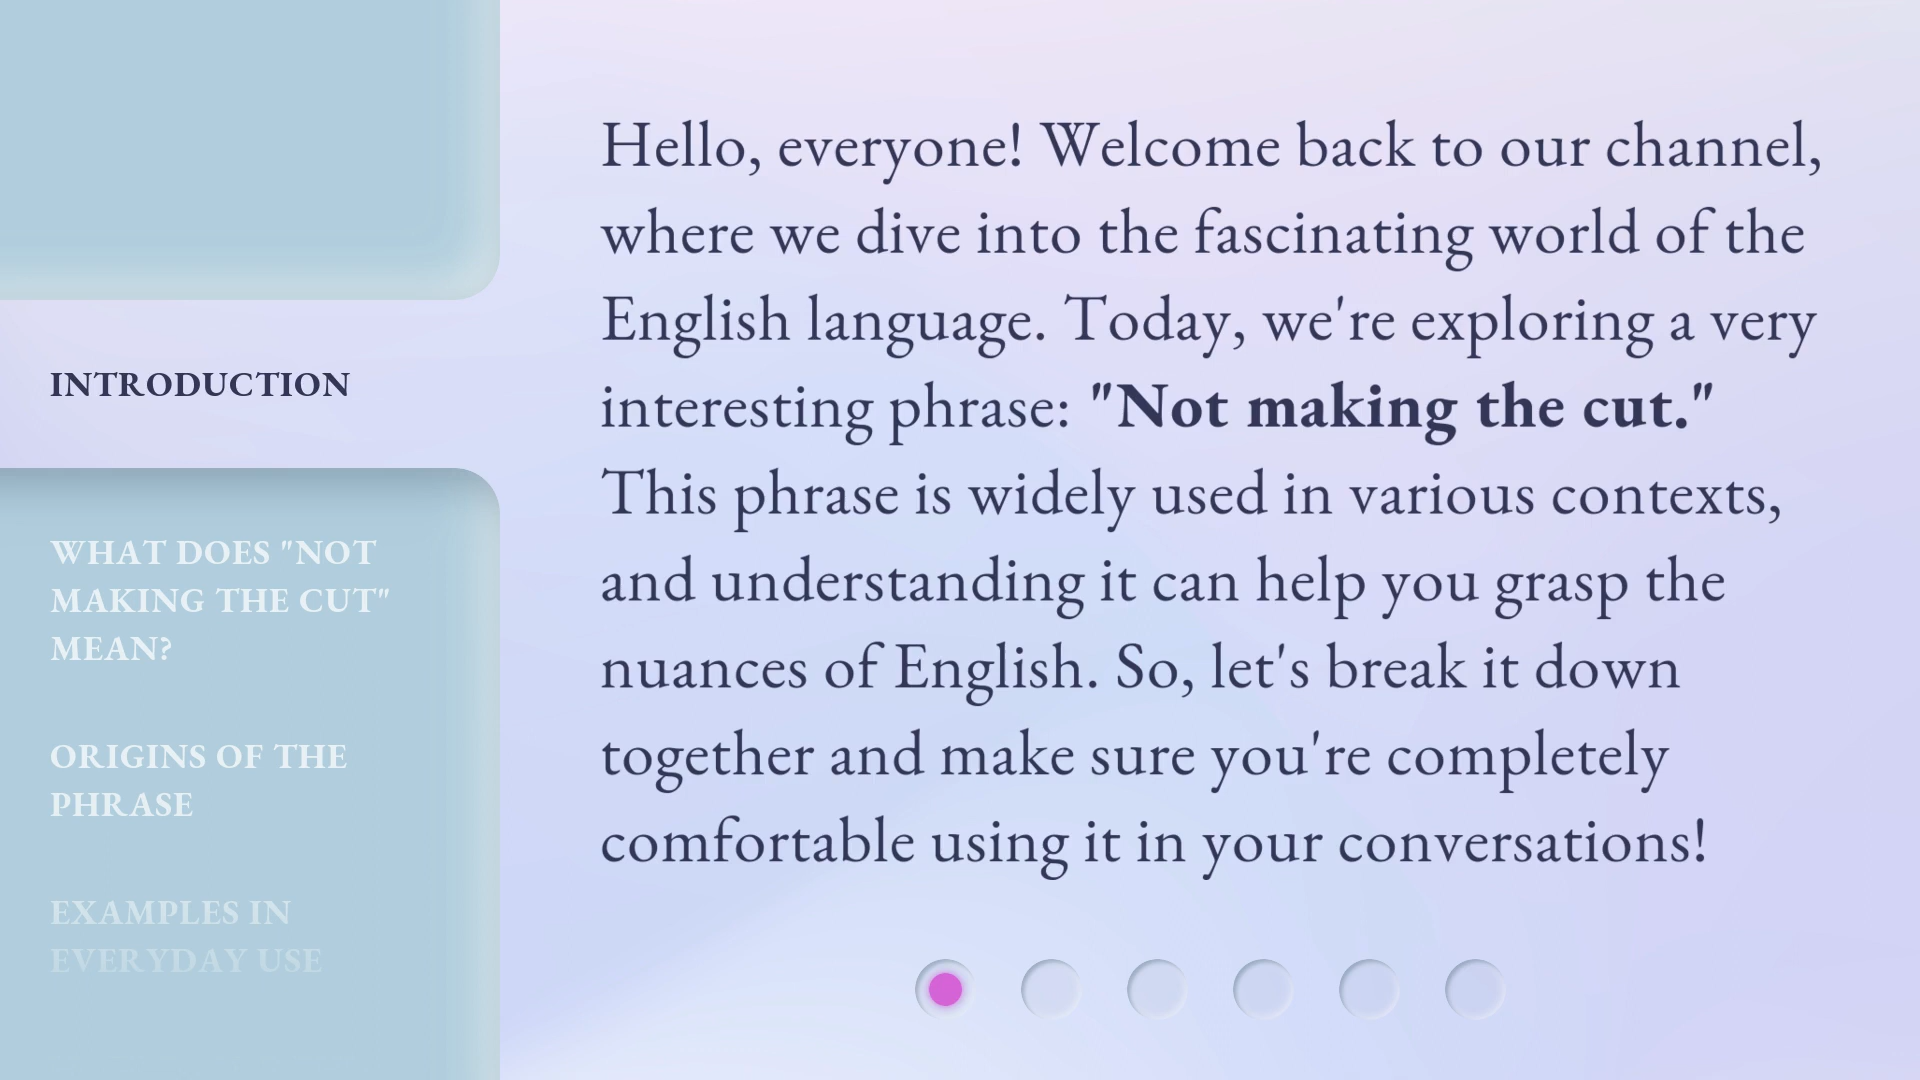 INTRODUCTION
WHAT DOES "NOT
MAKING THE CUT"
MEAN?
ORIGINS OF THE
PHRASE
EXAMPLES IN
EVERYDAY USE
Hello, everyone! Welcome back to our channel,
where we dive into the fascinating world of the
English language. Today, we're exploring a very
interesting phrase: "Not making the cut."
This phrase is widely used in various contexts,
and understanding it can help you grasp the
nuances of English. So, let's break it down
together and make sure you're completely
comfortable using it in your conversations!